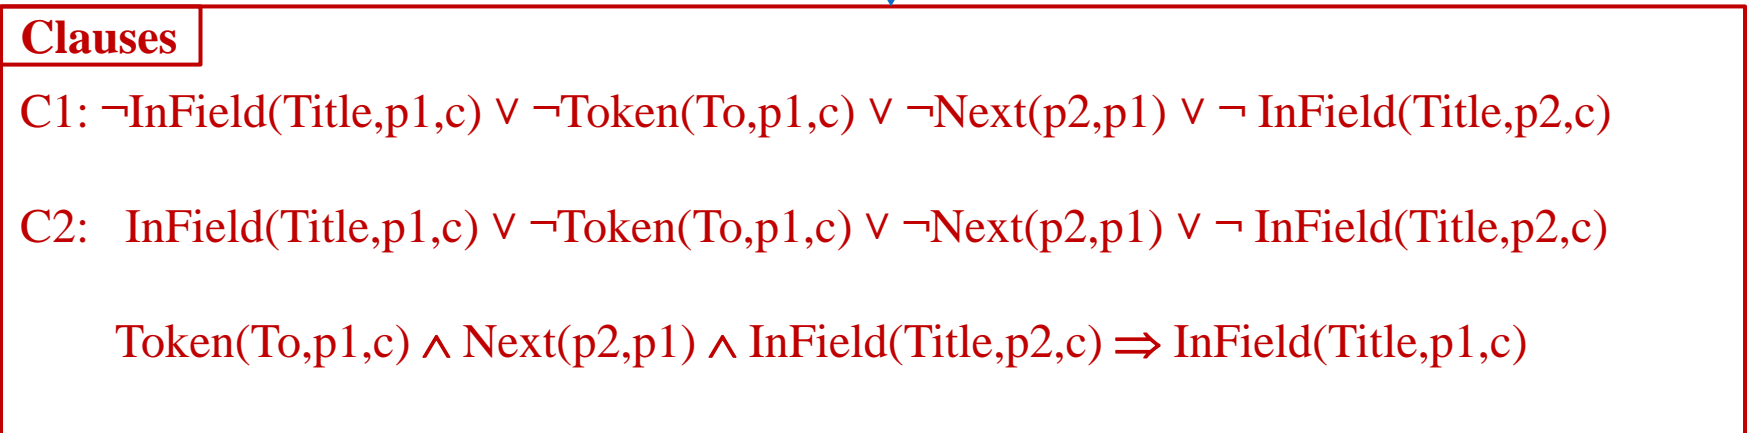 Clauses
C1: ¬InField(Title,p1,c) ∨ ¬Token(To,p1,c) ∨ ¬Next(p2,p1) ∨ ¬ InField(Title,p2,c)
C2: InField(Title,p1,c) ∨ ¬Token(To,p1,c) ∨ ¬Next(p2,p1) ∨ ¬ InField(Title,p2,c)
Token(To,p1,c) ∧ Next(p2,p1) ∧ InField(Title,p2,c) ⇒ InField(Title,p1,c)